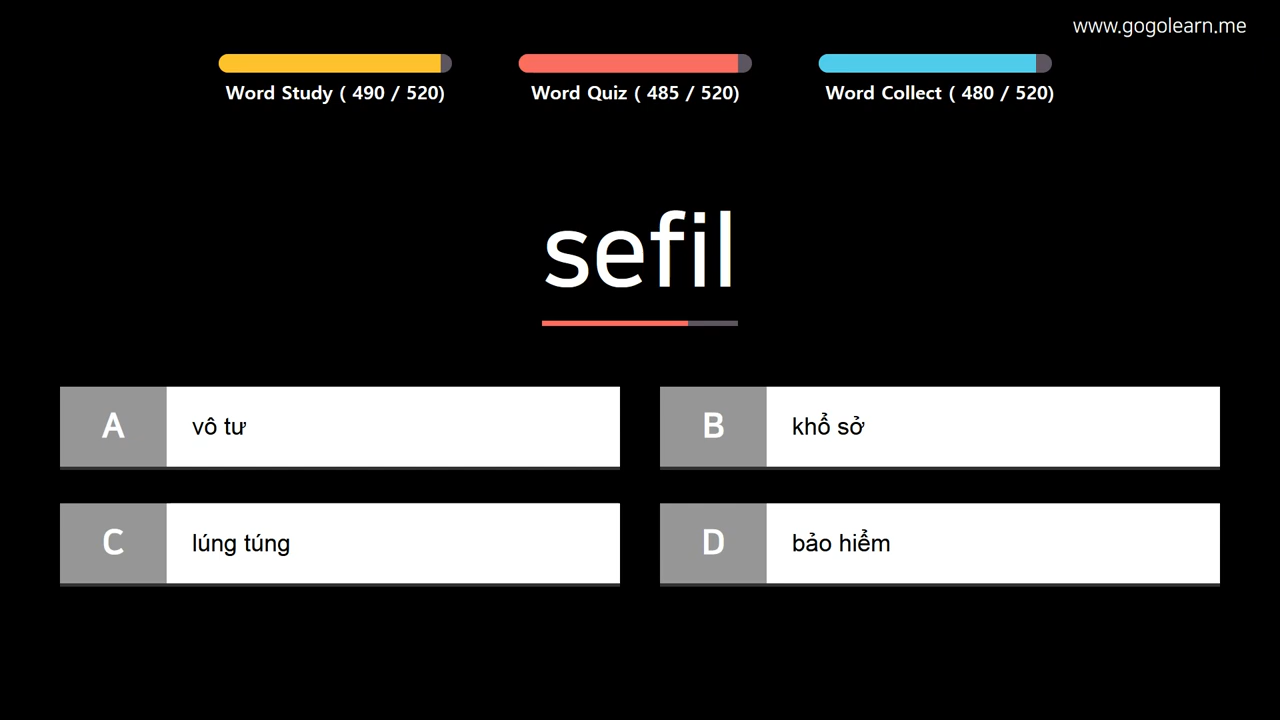 www.gogolearn.me
Word Study ( 490 / 520)
Word Quiz ( 485 / 520)
Word Collect ( 480 / 520)
sefil
A
vô tư
B
khổ sở
C
lúng túng
D
bảo hiểm